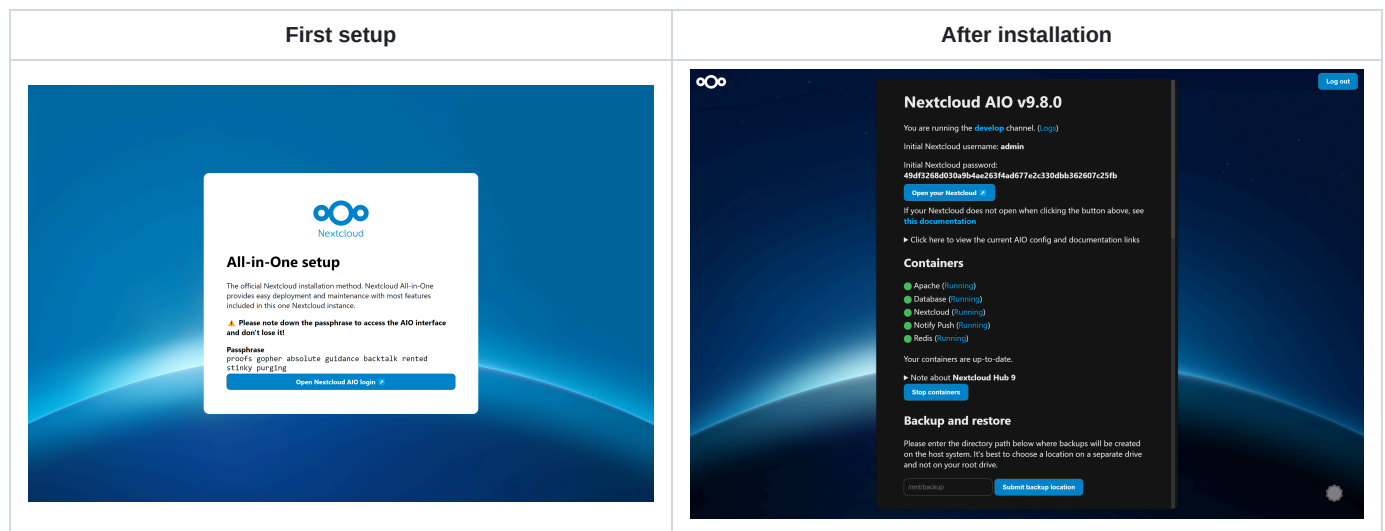 First setup
After installation
Nextcloud
All-in-One setup
The official Nextcloud installation method. Nextcloud All-in-One
provides easy deployment and maintenance with most features
included in this one Nextcloud instance.
⚠ Please note down the passphrase to access the AIO interface
and don't lose it!
Passphrase
proofs gopher absolute guidance backtalk rented
stinky purging
Open Nextcloud AIO login ↗
Log out
Nextcloud AIO v9.8.0
You are running the develop channel. (Logs)
Initial Nextcloud username: admin
Initial Nextcloud password:
49df3268d030a9b4ae263f4ad677e2c330dbb362607c25fb
Open your Nextcloud ↗
If your Nextcloud does not open when clicking the button above, see
this documentation
▶ Click here to view the current AIO config and documentation links
Containers
Apache (Running)
Database (Running)
Nextcloud (Running)
Notify Push (Running)
Redis (Running)
Your containers are up-to-date.
▶ Note about Nextcloud Hub 9
Stop containers
Backup and restore
Please enter the directory path below where backups will be created
on the host system. It's best to choose a location on a separate drive
and not on your root drive.
/mnt/backup
Submit backup location